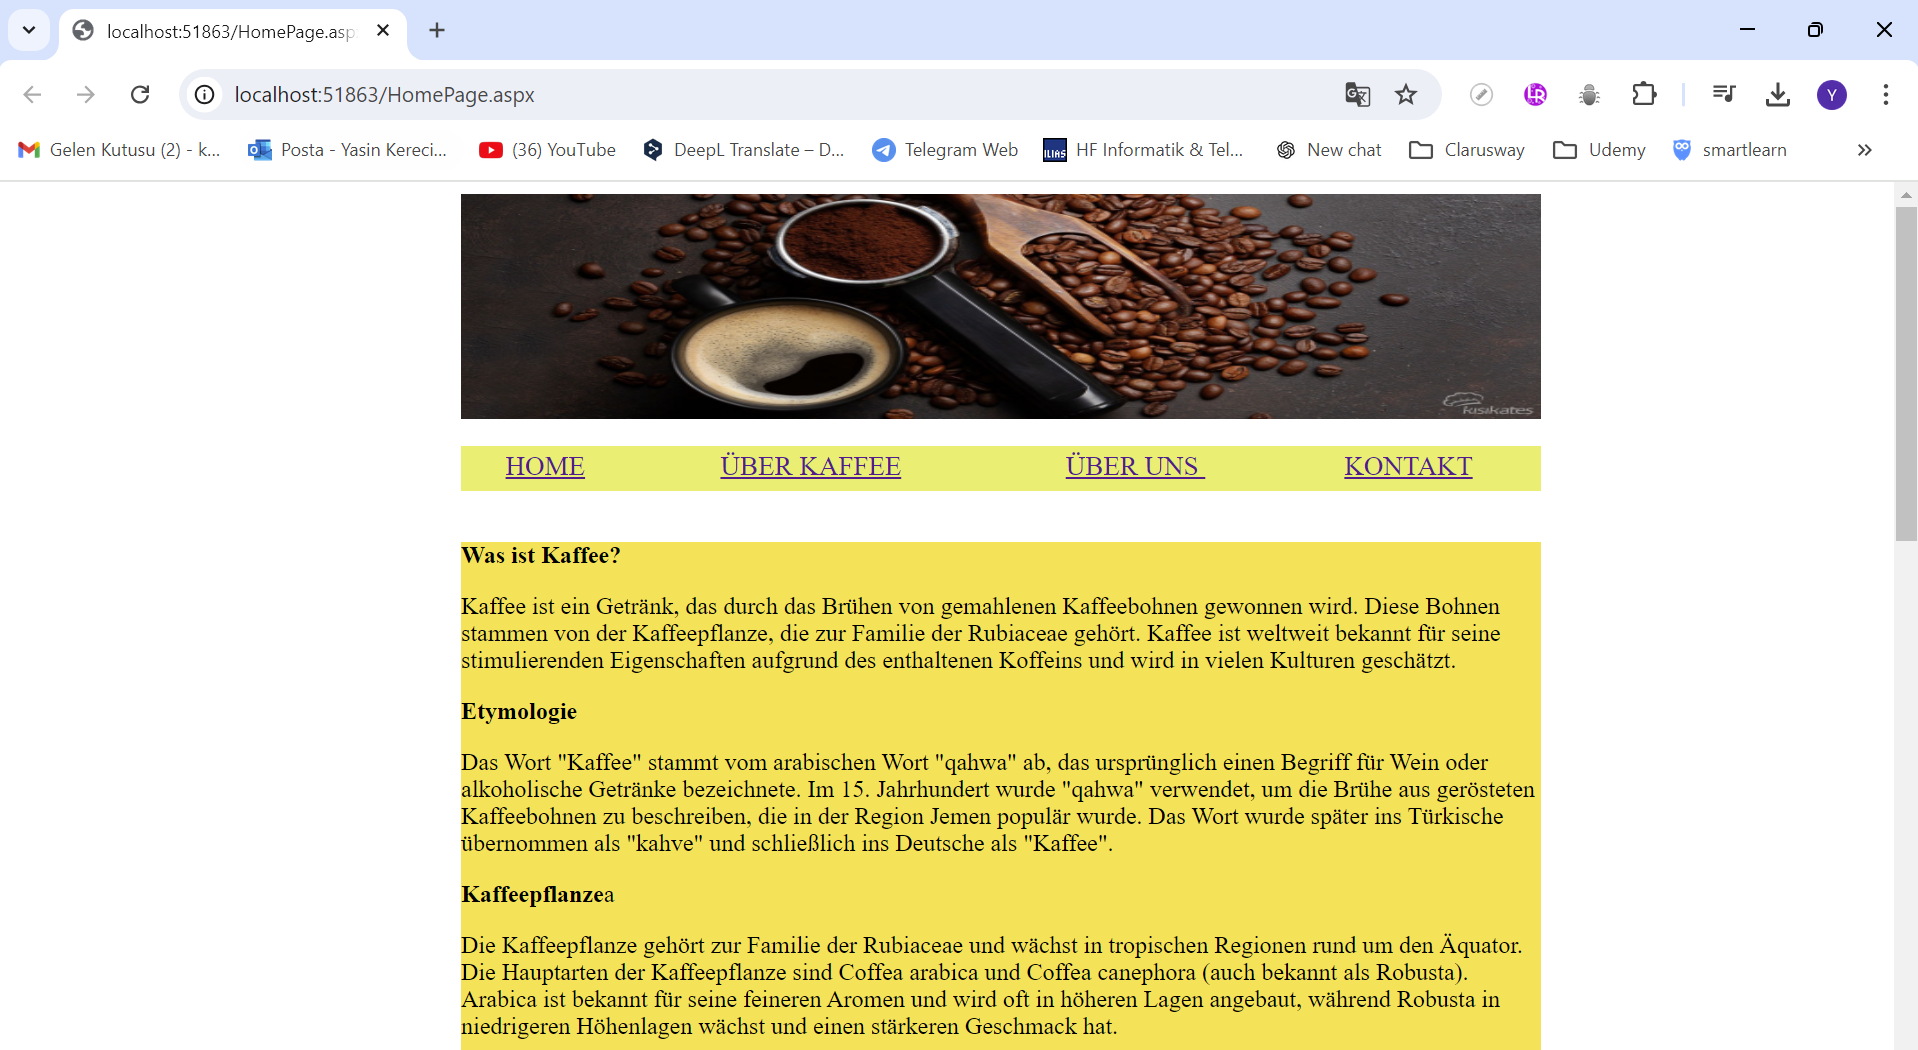 localhost:51863/HomePage.asp
localhost:51863/HomePage.aspx
Y
Gelen Kutusu (2) - k...
Posta - Yasin Kereci...
(36) YouTube
DeepL Translate – D...
Telegram Web
ILIAS
HF Informatik & Tel...
New chat
Clarusway
Udemy
smartlearn
kisikates
HOME
ÜBER KAFFEE
ÜBER UNS
KONTAKT
Was ist Kaffee?
Kaffee ist ein Getränk, das durch das Brühen von gemahlenen Kaffeebohnen gewonnen wird. Diese Bohnen
stammen von der Kaffeepflanze, die zur Familie der Rubiaceae gehört. Kaffee ist weltweit bekannt für seine
stimulierenden Eigenschaften aufgrund des enthaltenen Koffeins und wird in vielen Kulturen geschätzt.
Etymologie
Das Wort "Kaffee" stammt vom arabischen Wort "qahwa" ab, das ursprünglich einen Begriff für Wein oder
alkoholische Getränke bezeichnete. Im 15. Jahrhundert wurde "qahwa" verwendet, um die Brühe aus gerösteten
Kaffeebohnen zu beschreiben, die in der Region Jemen populär wurde. Das Wort wurde später ins Türkische
übernommen als "kahve" und schließlich ins Deutsche als "Kaffee".
Kaffeepflanzea
Die Kaffeepflanze gehört zur Familie der Rubiaceae und wächst in tropischen Regionen rund um den Äquator.
Die Hauptarten der Kaffeepflanze sind Coffea arabica und Coffea canephora (auch bekannt als Robusta).
Arabica ist bekannt für seine feineren Aromen und wird oft in höheren Lagen angebaut, während Robusta in
niedrigeren Höhenlagen wächst und einen stärkeren Geschmack hat.